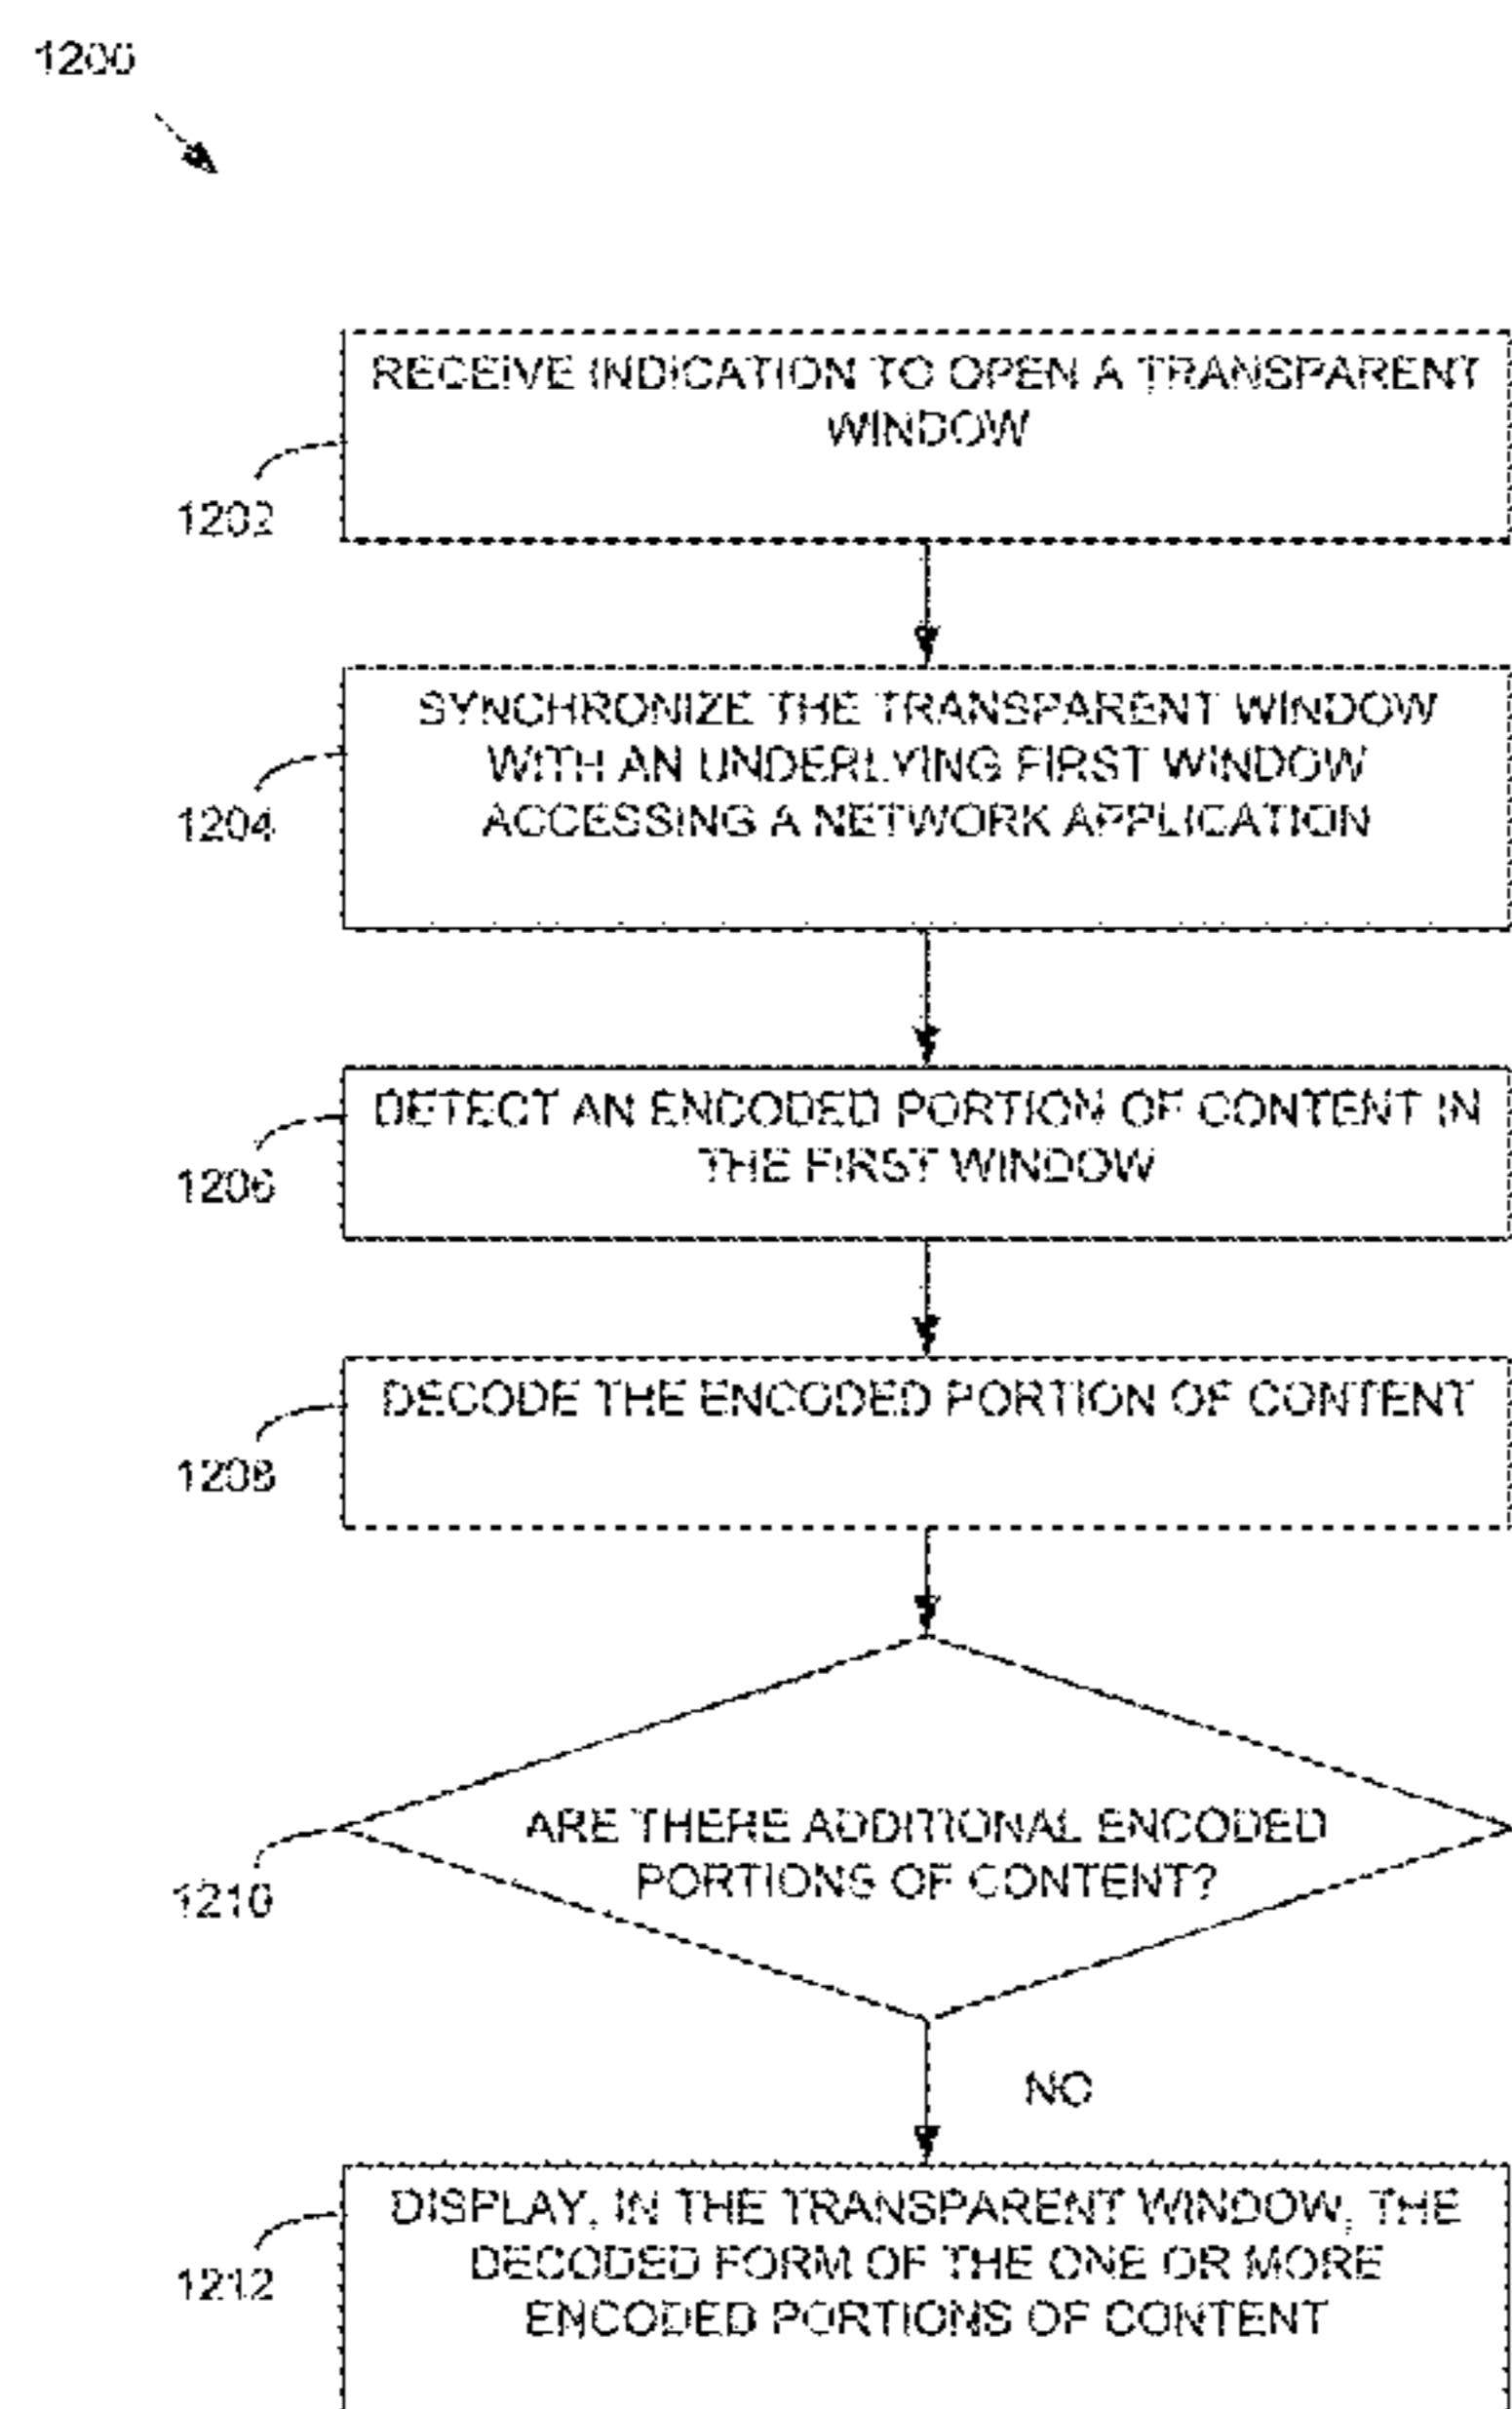 1200
RECEIVE INDICATION TO OPEN A TRANSPARENT
WINDOW
1202
SYNCHRONIZE THE TRANSPARENT WINDOW
WITH AN UNDERLYING FIRST WINDOW
ACCESSING A NETWORK APPLICATION
1204
DETECT AN ENCODED PORTION OF CONTENT IN
THE FIRST WINDOW
1206
DECODE THE ENCODED PORTION OF CONTENT
1208
ARE THERE ADDITIONAL ENCODED
PORTIONS OF CONTENT?
1210
NO
DISPLAY, IN THE TRANSPARENT WINDOW, THE
DECODED FORM OF THE ONE OR MORE
ENCODED PORTIONS OF CONTENT
1212